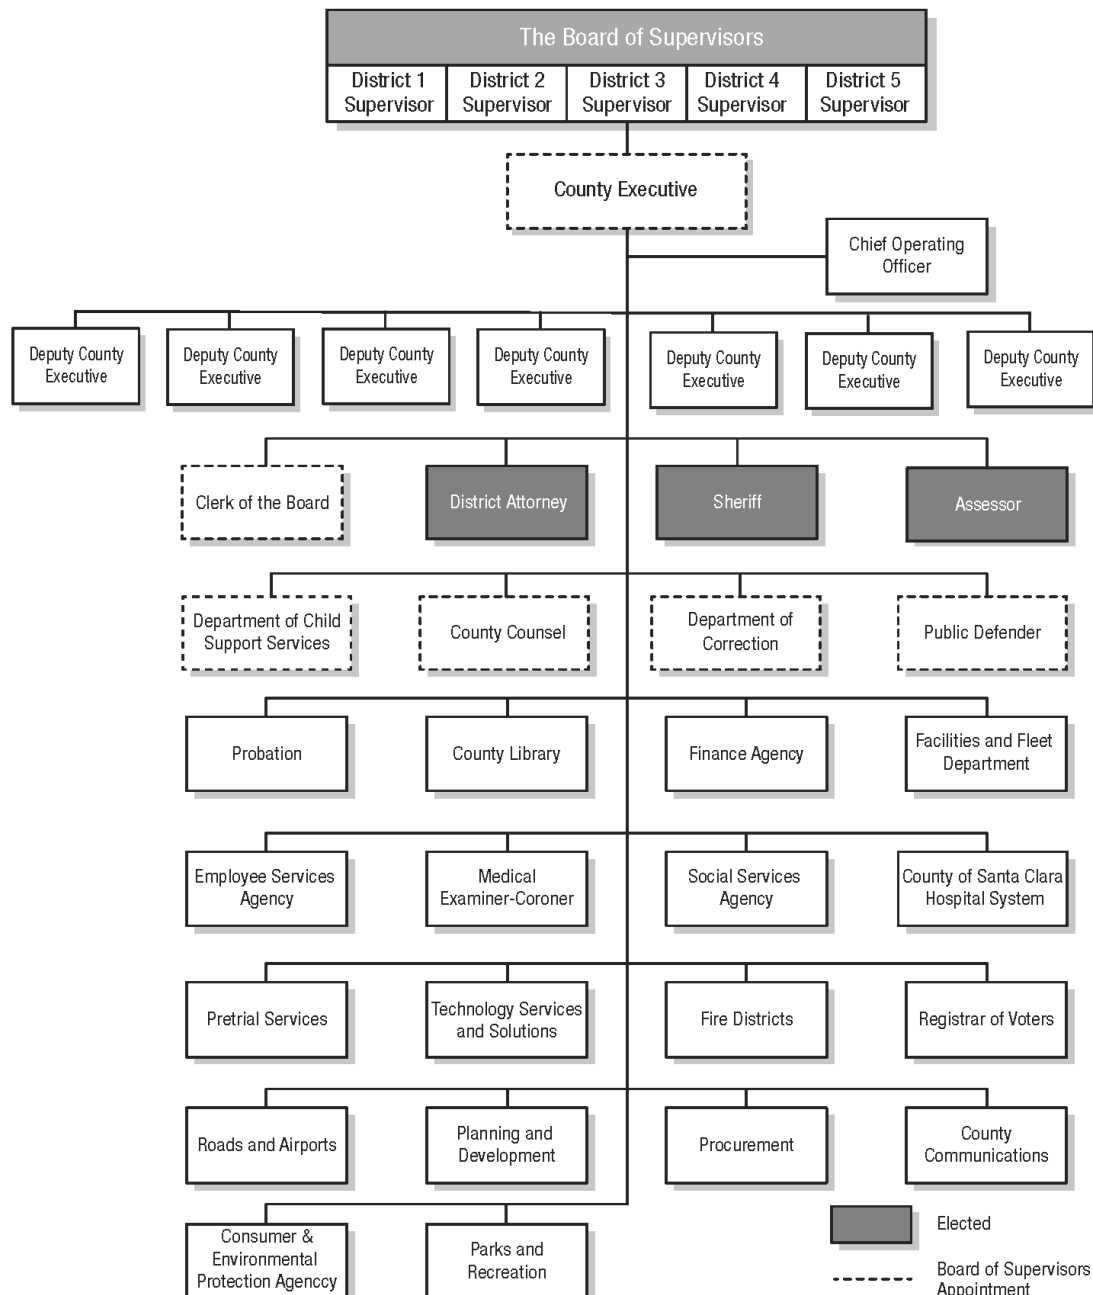 The Board of Supervisors
District 1 District 2 District 3 District 4 District 5
Supervisor Supervisor Supervisor Supervisor Supervisor
County Executive
Chief Operating
Officer
Deputy County Deputy County Deputy County Deputy County Deputy County Deputy County Deputy County
Executive Executive Executive Executive Executive Executive Executive
Clerk of the Board District Attorney Sheriff Assessor
Department of Child
Support Services
County Counsel
Department of
Correction
Public Defender
Probation
County Library
Finance Agency
Facilities and Fleet
Department
Employee Services
Agency
Medical
Examiner-Coroner
Social Services
Agency
County of Santa Clara
Hospital System
Pretrial Services
Technology Services
and Solutions
Fire Districts
Registrar of Voters
Roads and Airports
Planning and
Development
Procurement
County
Communications
Consumer &
Environmental
Protection Agenccy
Parks and
Recreation
Elected
Board of Supervisors
Appointment